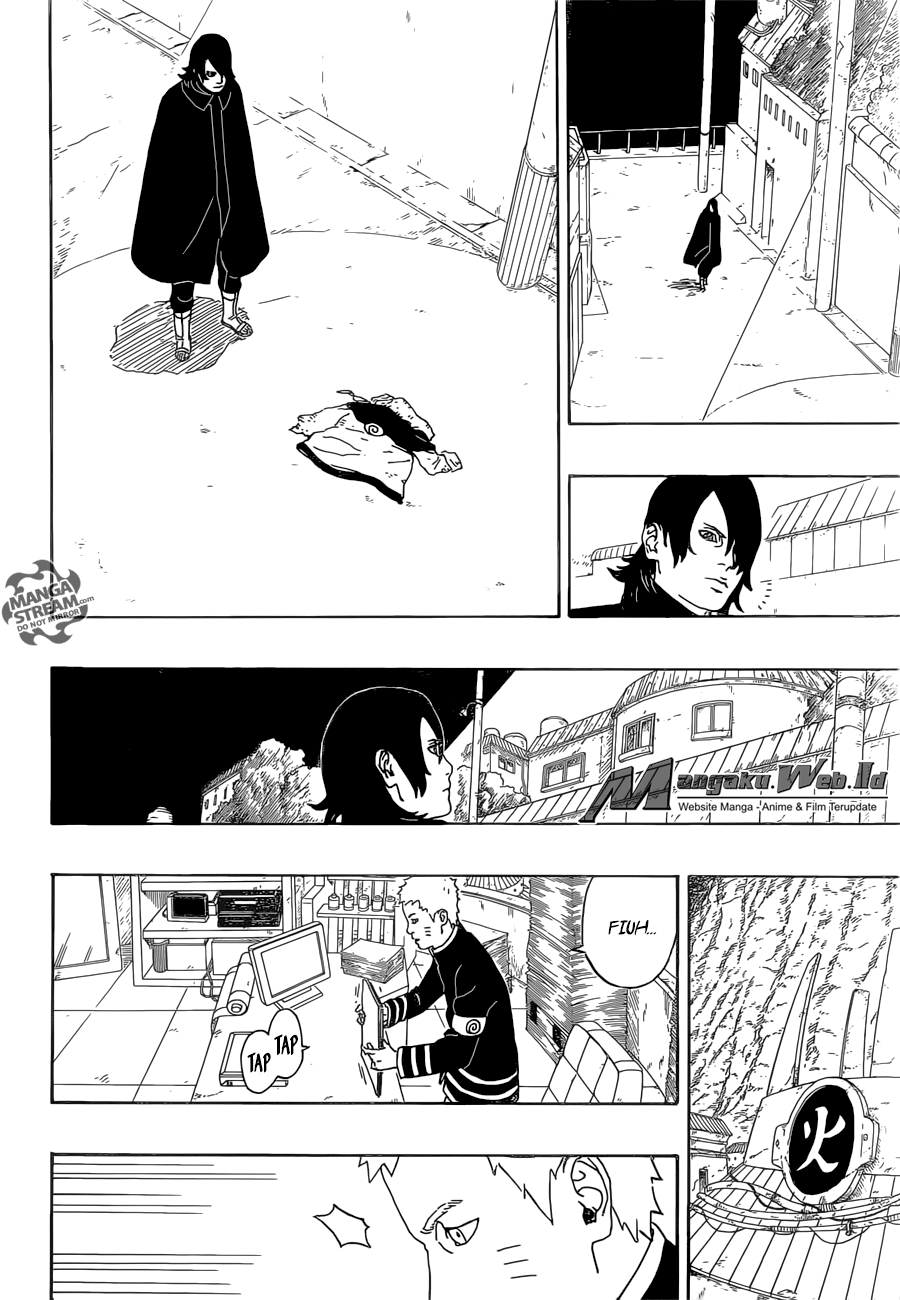 MANGA
STREAM.com
DO NOT MIRROR
Mangaku.Web.Id
Website Manga - Anime & Film Terupdate
FIUH...
TAP TAP
火